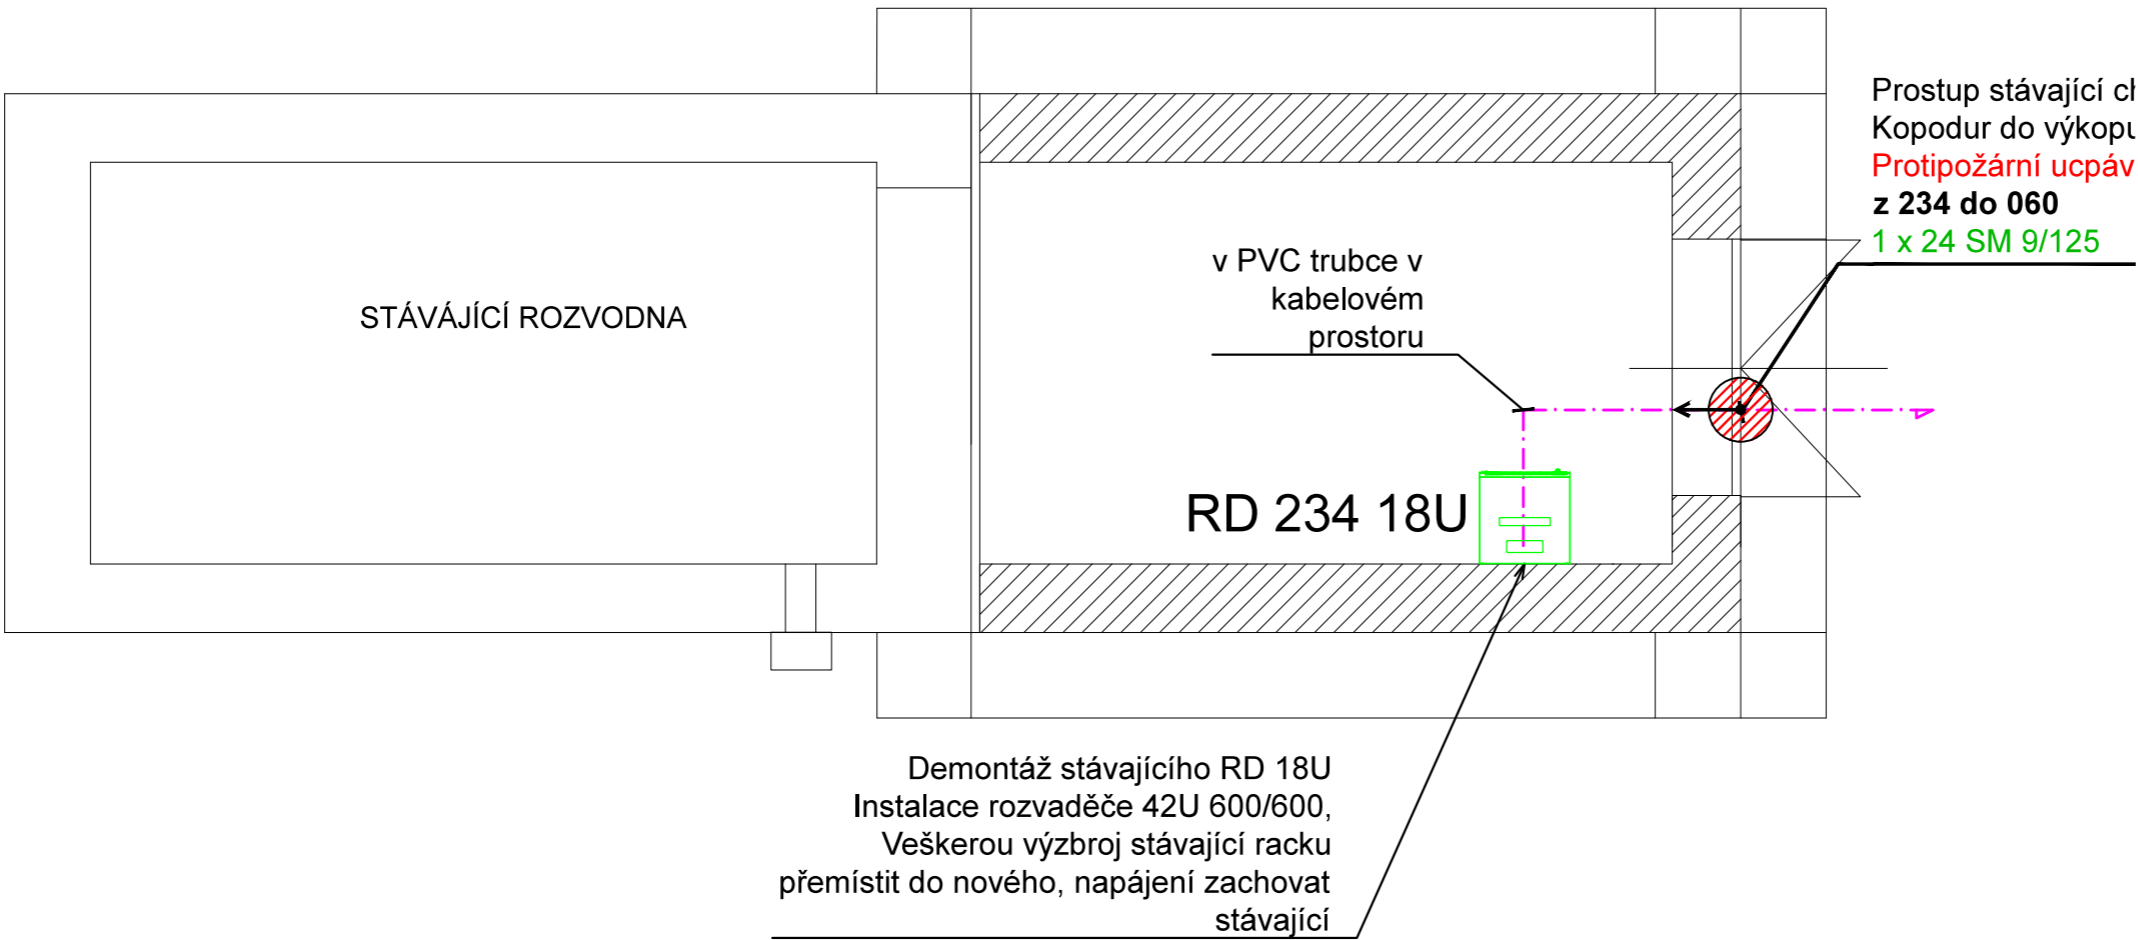 Prostup stávající
Kopodur do
Protipožární
z 234 do 060
1 x 24 SM 9/125
v PVC trubce v
kabelovém
prostoru
STÁVÁJÍCÍ ROZVODNA
RD 234 18U
Demontáž stávajícího RD 18U
Instalace rozvaděče 42U 600/600,
Veškerou výzbroj stávající racku
přemístit do nového, napájení zachovat
stávající